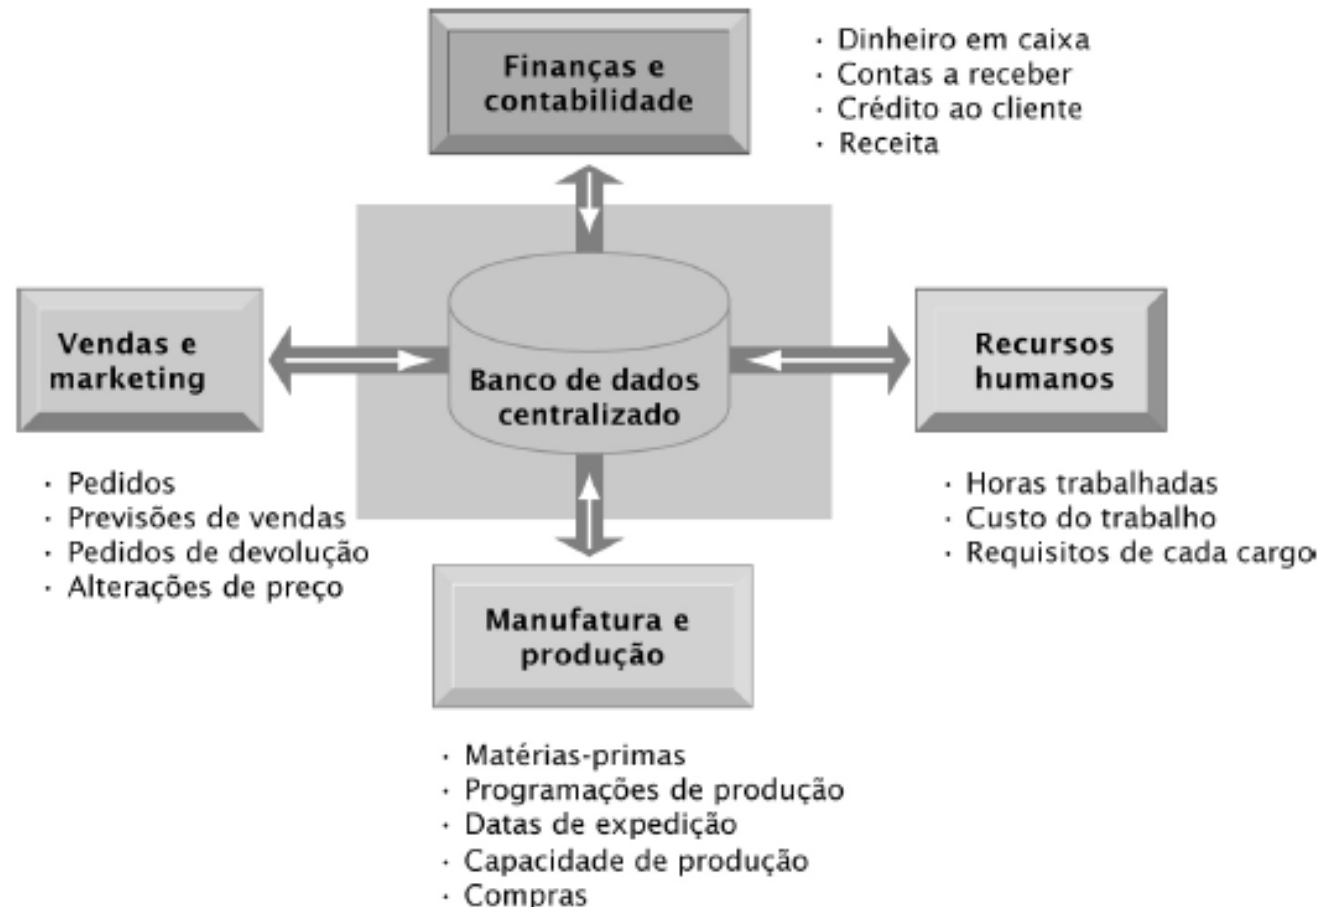 Finanças e
contabilidade
· Dinheiro em caixa
· Contas a receber
· Crédito ao cliente
· Receita
Vendas e
marketing
· Pedidos
· Previsões de vendas
· Pedidos de devolução
· Alterações de preço
Banco de dados
centralizado
Recursos
humanos
· Horas trabalhadas
· Custo do trabalho
· Requisitos de cada cargo
Manufatura e
produção
· Matérias-primas
· Programações de produção
· Datas de expedição
· Capacidade de produção
· Compras